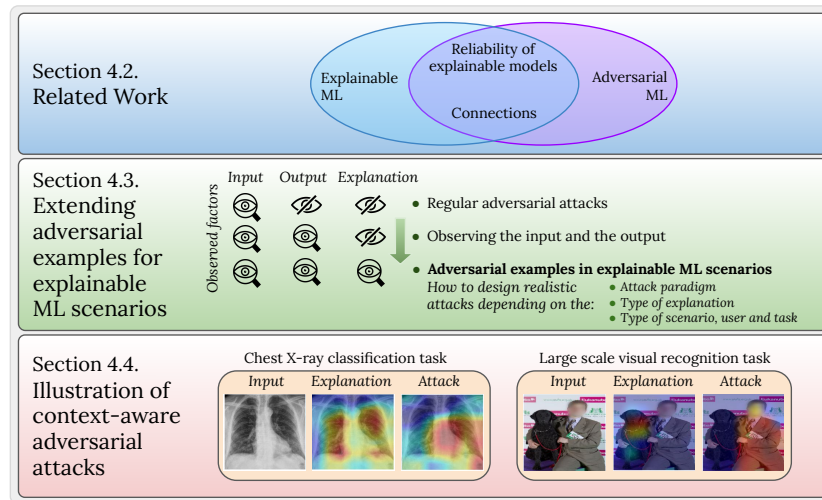 Section 4.2.
Related Work
Explainable
ML
Reliability of
explainable models
Connections
Adversarial
ML
Section 4.3.
Extending
adversarial
examples for
explainable
ML scenarios
Observed factors
Input Output Explanation
• Regular adversarial attacks
• Observing the input and the output
• Adversarial examples in explainable ML scenarios
How to design realistic
attacks depending on the:
• Attack paradigm
• Type of explanation
• Type of scenario, user and task
Section 4.4.
Illustration of
context-aware
adversarial
attacks
Chest X-ray classification task
Input Explanation Attack
Large scale visual recognition task
Input Explanation Attack